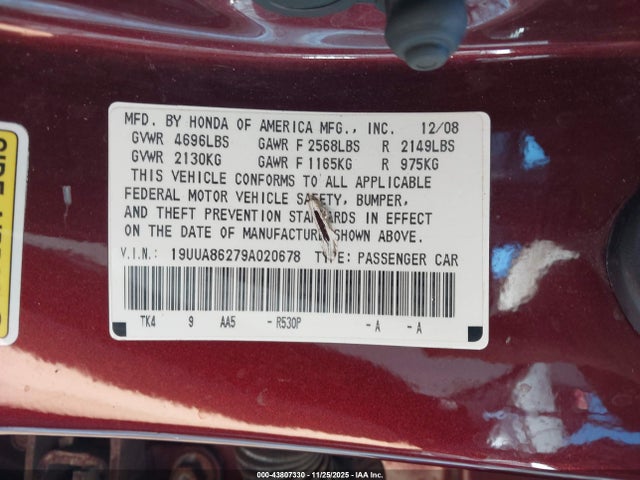 MFD. BY HONDA OF AMERICA MFG., INC. 12/08
GVWR 4696LBS GAWR F 2568LBS R 2149LBS
GVWR 2130KG GAWR F 1165KG R 975KG
THIS VEHICLE CONFORMS TO ALL APPLICABLE
FEDERAL MOTOR VEHICLE SAFETY, BUMPER,
AND THEFT PREVENTION STANDARDS IN EFFECT
ON THE DATE OF MANUFACTURE SHOWN ABOVE.
V.I.N.: 19UUA86279A020678 TYPE: PASSENGER CAR
TK4 9 AA5 - R530P - A - A
000-43807330 - 11/25/2025 - IAA Inc.